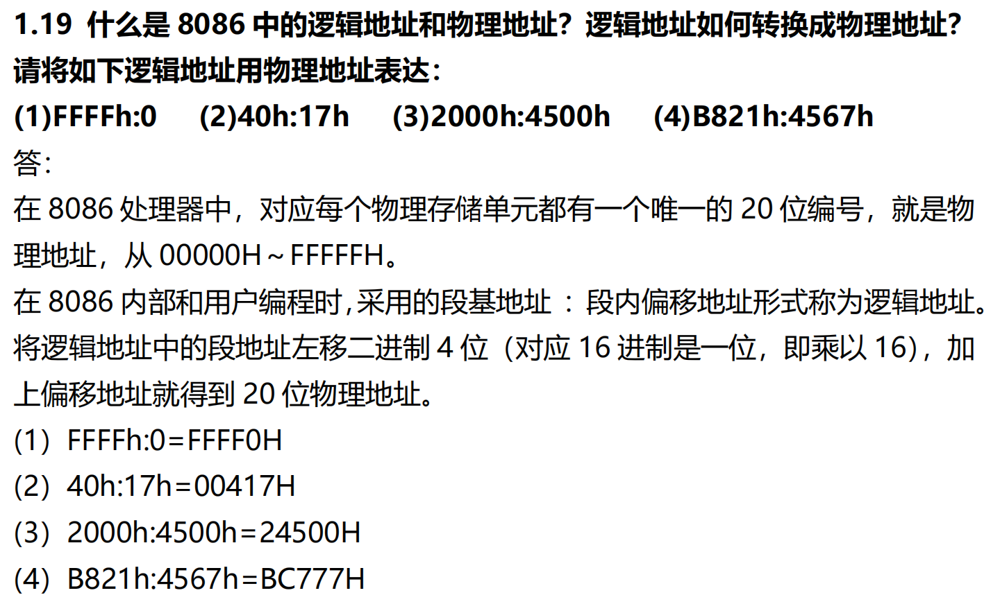 1.19 什么是 8086 中的逻辑地址和物理地址？逻辑地址如何转换成物理地址？
请将如下逻辑地址用物理地址表达：
(1)FFFFh:0 (2)40h:17h (3)2000h:4500h (4)B821h:4567h
答：
在 8086 处理器中，对应每个物理存储单元都有一个唯一的 20 位编号，就是物
理地址，从 00000H～FFFFFH。
在 8086 内部和用户编程时，采用的段基地址 ：段内偏移地址形式称为逻辑地址。
将逻辑地址中的段地址左移二进制 4 位（对应 16 进制是一位，即乘以 16），加
上偏移地址就得到 20 位物理地址。
(1）FFFFh:0=FFFF0H
(2）40h:17h=00417H
(3）2000h:4500h=24500H
(4）B821h:4567h=BC777H